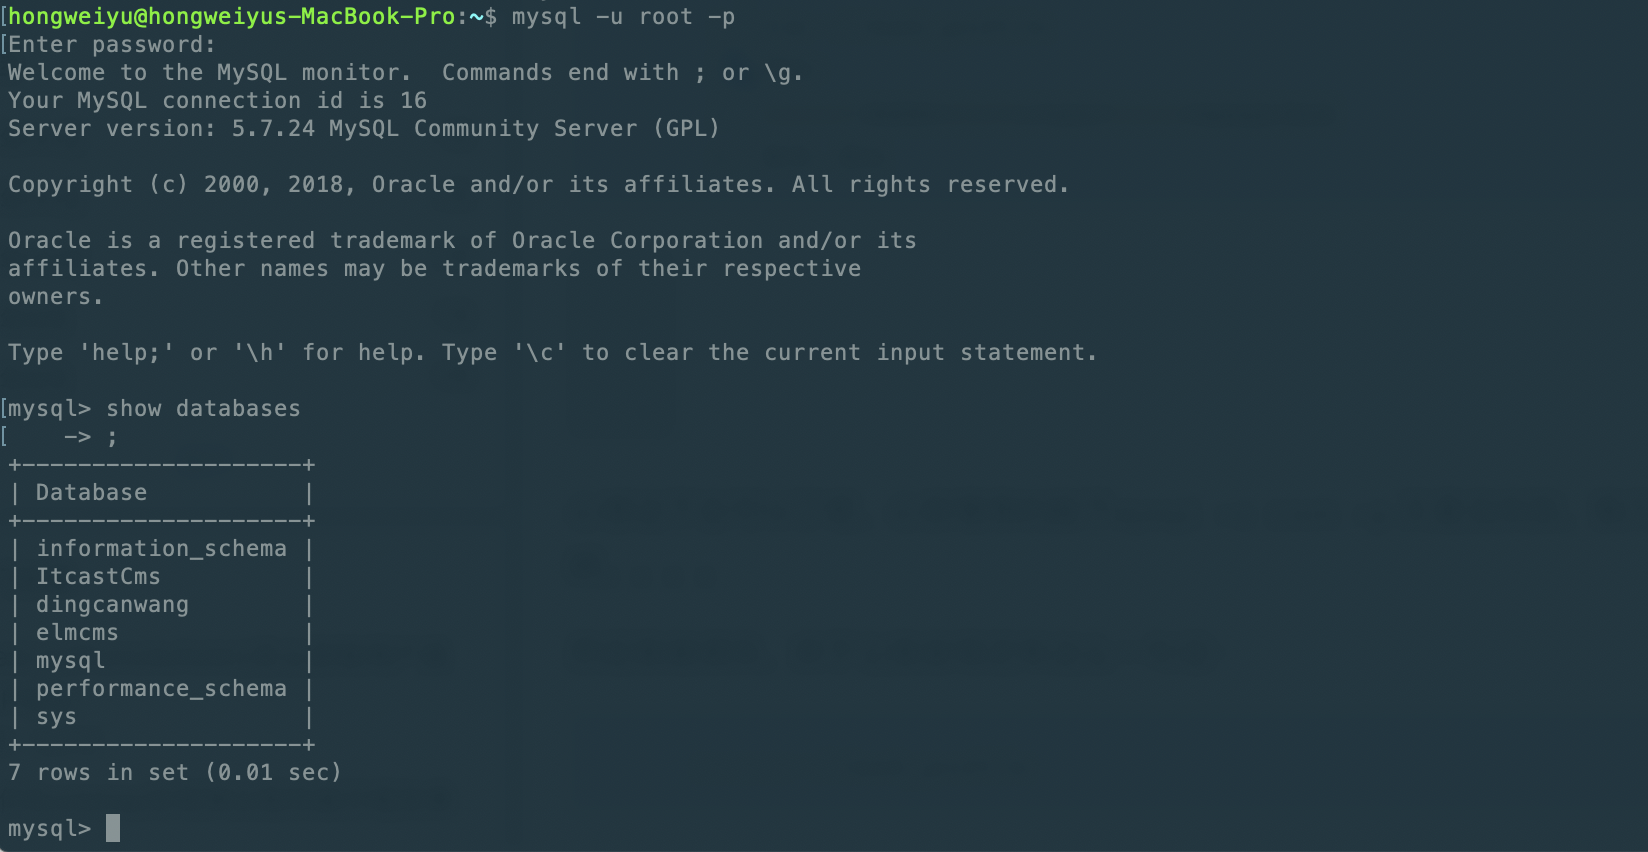 [hongweiyu@hongweiyus-MacBook-Pro:~$ mysql -u root -p
[Enter password:
Welcome to the MySQL monitor.  Commands end with ; or \g.
Your MySQL connection id is 16
Server version: 5.7.24 MySQL Community Server (GPL)

Copyright (c) 2000, 2018, Oracle and/or its affiliates. All rights reserved.

Oracle is a registered trademark of Oracle Corporation and/or its
affiliates. Other names may be trademarks of their respective
owners.

Type 'help;' or '\h' for help. Type '\c' to clear the current input statement.

[mysql> show databases
[    -> ;
+--------------------+
| Database           |
+--------------------+
| information_schema |
| ItcastCms          |
| dingcanwang        |
| elmcms             |
| mysql              |
| performance_schema |
| sys                |
+--------------------+
7 rows in set (0.01 sec)

mysql>